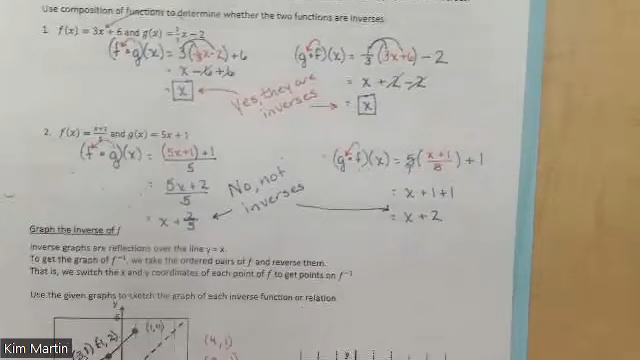 Use composition of functions to determine whether the two functions are inverses.
1. f(x) = 3x + 6 and g(x) = 1/3 x − 2
(f∘g)(x) = 3(1/3x-2)+6
= x - 6 + 6
= x
(g∘f)(x) = 1/3(3x+6) - 2
= x + 2 - 2
= x
Yes, they are
inverses
2. f(x) = (x+1)/5 and g(x) = 5x + 1
(f∘g)(x) = ((5x+1)+1)/5
= (5x+2)/5
= x + 2/5
(g∘f)(x) = 5((x+1)/5) + 1
= x + 1 + 1
= x + 2
No, not
inverses
Graph the Inverse of f
Inverse graphs are reflections over the line y = x.
To get the graph of f⁻¹, we take the ordered pairs of f and reverse them.
That is, we switch the x and y coordinates of each point of f to get points on f⁻¹
Use the given graphs to sketch the graph of each inverse function or relation.
y
(1,4)
(4,1)
y
Kim Martin